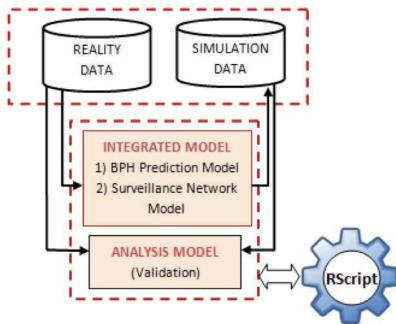 REALITY
DATA
SIMULATION
DATA
INTEGRATED MODEL
1) BPH Prediction Model
2) Surveillance Network
Model
ANALYSIS MODEL
(Validation)
RScript